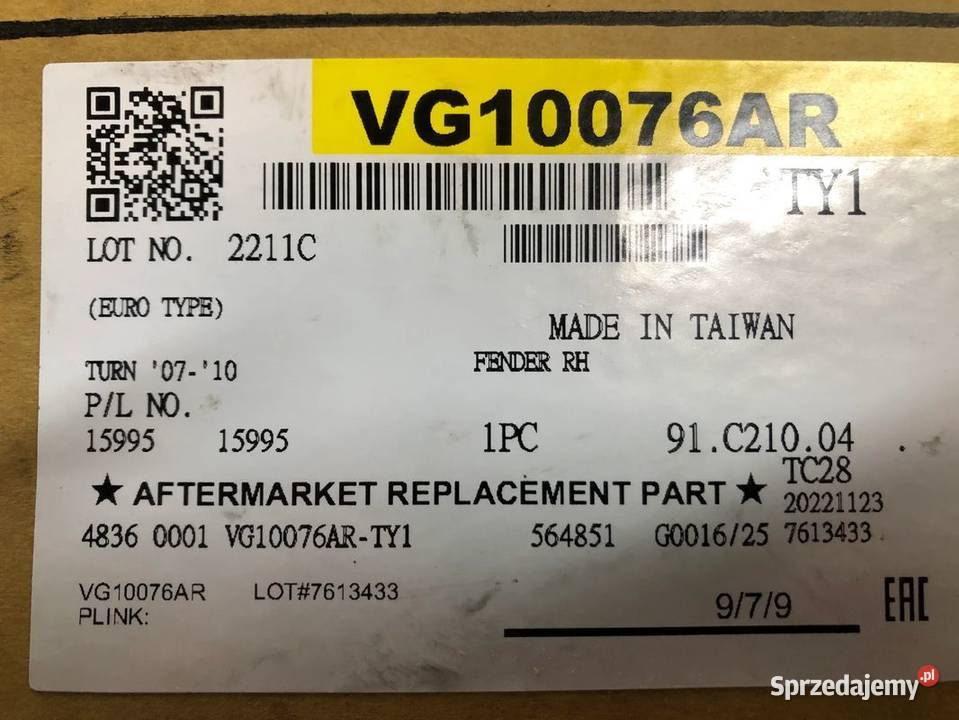 VG10076AR
TY1
LOT NO. 2211C
(EURO TYPE)
MADE IN TAIWAN
FENDER RH
TURN '07-'10
P/L NO.
15995 15995 1PC 91.C210.04 .
TC28
★ AFTERMARKET REPLACEMENT PART ★
20221123
4836 0001 VG10076AR-TY1 564851 G0016/25 7613433
VG10076AR LOT#7613433
PLINK:
9/7/9
EAC
Sprzedajemy.pl